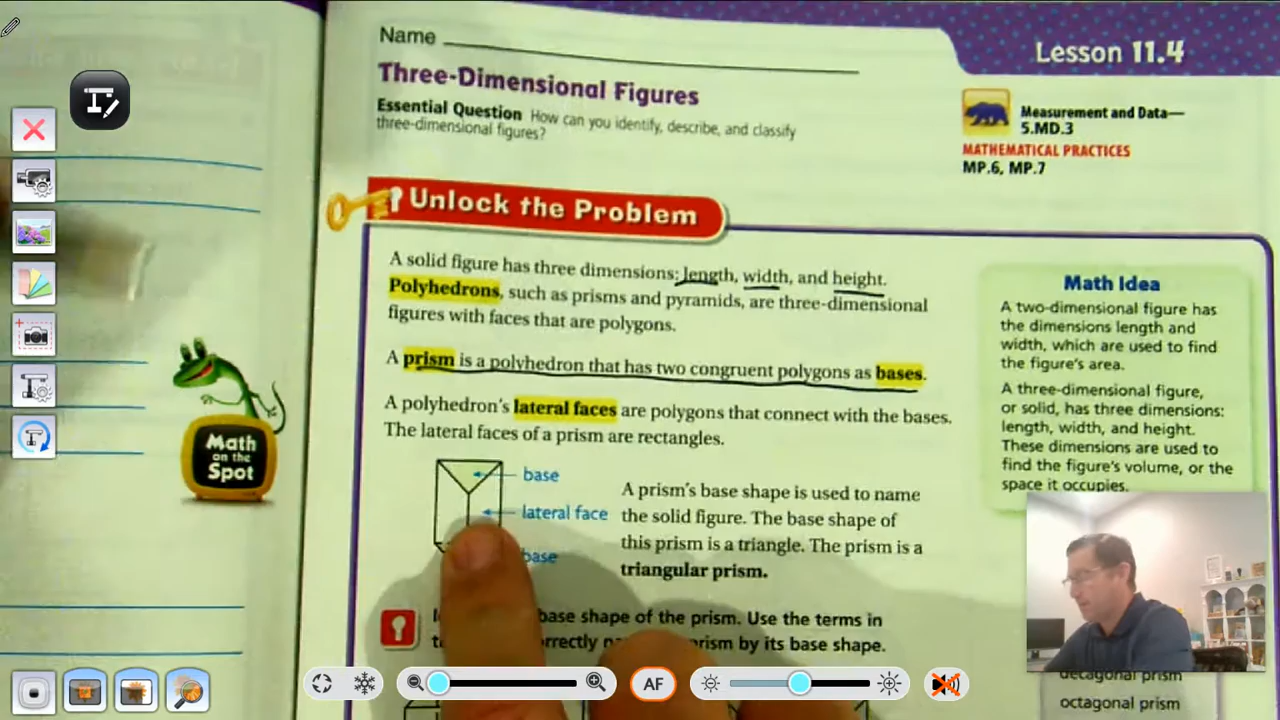 Name
Lesson 11.4
Three-Dimensional Figures
Essential Question How can you identify, describe, and classify
three-dimensional figures?
Measurement and Data—
5.MD.3
MATHEMATICAL PRACTICES
MP.6, MP.7
Unlock the Problem
A solid figure has three dimensions: length, width, and height.
Polyhedrons, such as prisms and pyramids, are three-dimensional
figures with faces that are polygons.
A prism is a polyhedron that has two congruent polygons as bases.
A polyhedron's lateral faces are polygons that connect with the bases.
The lateral faces of a prism are rectangles.
base
lateral face
base
A prism's base shape is used to name
the solid figure. The base shape of
this prism is a triangle. The prism is a
triangular prism.
base shape of the prism. Use the terms in
prism by its base shape.
Math Idea
A two-dimensional figure has
the dimensions length and
width, which are used to find
the figure's area.
A three-dimensional figure,
or solid, has three dimensions:
length, width, and height.
These dimensions are used to
find the figure's volume, or the
space it occupies.
decagonal prism
octagonal prism
Math
on the
Spot
AF